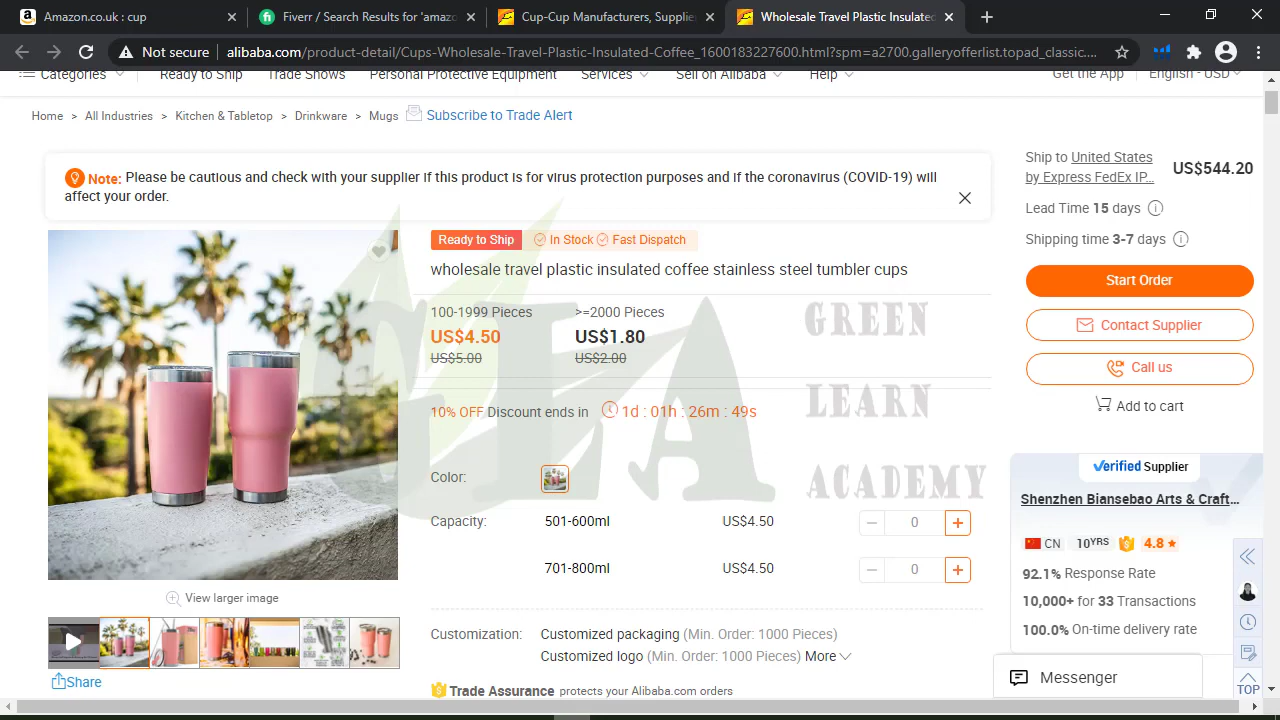 Amazon.co.uk : cup
Fiverr / Search Results for 'amazo
Cup-Cup Manufacturers, Supplie
Wholesale Travel Plastic Insulated
Not secure
alibaba.com/product-detail/Cups-Wholesale-Travel-Plastic-Insulated-Coffee_1600183227600.html?spm=a2700.galleryofferlist.topad_classic....
Categories Ready to Ship Trade Shows Personal Protective Equipment Services Sell on Alibaba Help Get the App English - USD
Home > All Industries > Kitchen & Tabletop > Drinkware > Mugs Subscribe to Trade Alert
Note: Please be cautious and check with your supplier if this product is for virus protection purposes and if the coronavirus (COVID-19) will
affect your order.
Ship to United States
by Express FedEx IP...
US$544.20
Lead Time 15 days
Shipping time 3-7 days
Start Order
Contact Supplier
Call us
Add to cart
Ready to Ship In Stock Fast Dispatch
wholesale travel plastic insulated coffee stainless steel tumbler cups
100-1999 Pieces >=2000 Pieces
US$4.50 US$1.80
US$5.00 US$2.00
10% OFF Discount ends in 1d : 01h : 26m : 49s
Color:
Capacity: 501-600ml US$4.50 0
701-800ml US$4.50 0
Customization: Customized packaging (Min. Order: 1000 Pieces)
Customized logo (Min. Order: 1000 Pieces) More
Trade Assurance protects your Alibaba.com orders
GLA
GREEN
LEARN
ACADEMY
View larger image
Share
Verified Supplier
Shenzhen Biansebao Arts & Craft...
CN 10YRS 4.8
92.1% Response Rate
10,000+ for 33 Transactions
100.0% On-time delivery rate
Messenger
TOP